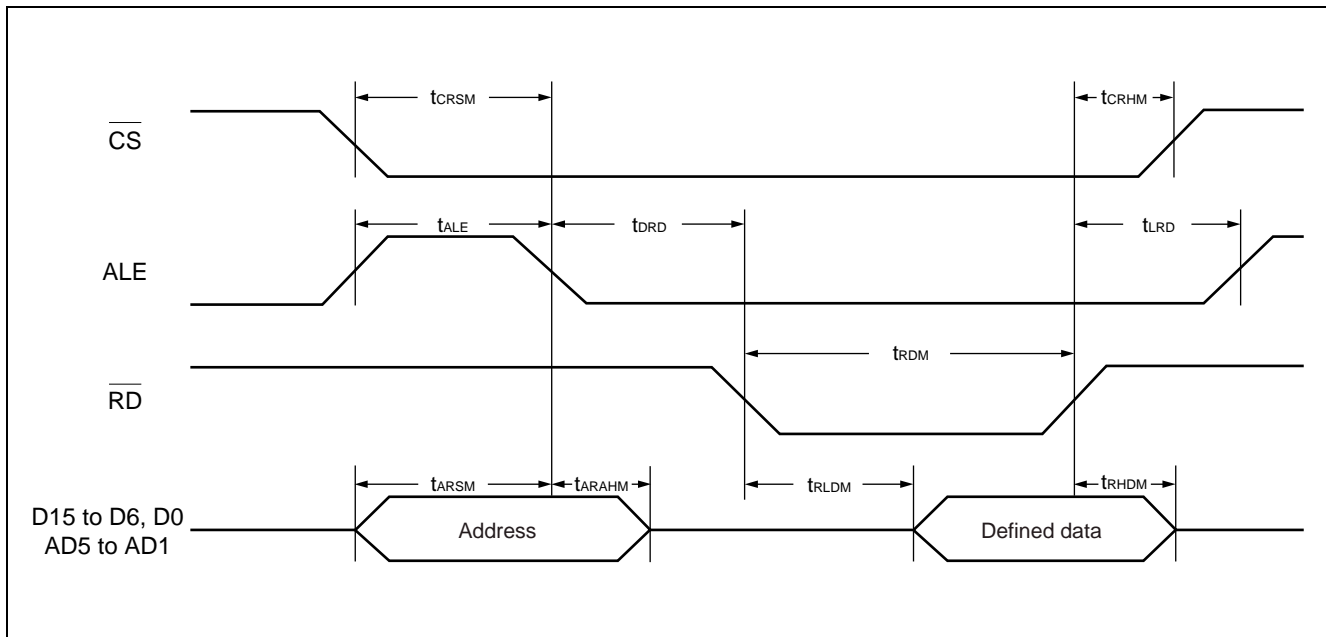 tCRSM
tCRHM
CS
tALE
tDRD
tLRD
ALE
tRDM
RD
tARSM
tARAHM
tRLDM
tRHDM
D15 to D6, D0
AD5 to AD1
Address
Defined data